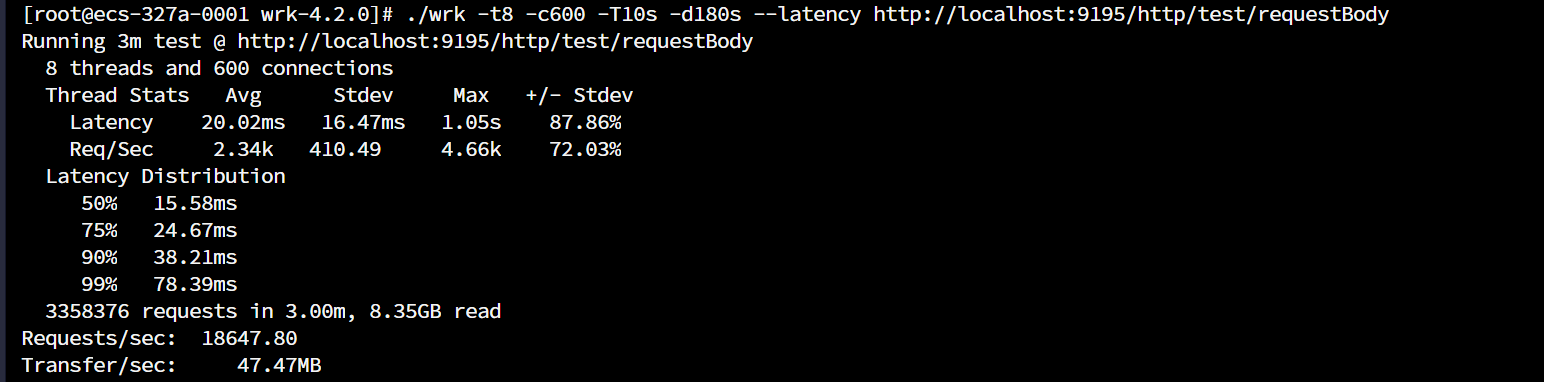 [root@ecs-327a-0001 wrk-4.2.0]# ./wrk -t8 -c600 -T10s -d180s --latency http://localhost:9195/http/test/requestBody
Running 3m test @ http://localhost:9195/http/test/requestBody
  8 threads and 600 connections
  Thread Stats   Avg      Stdev     Max   +/- Stdev
    Latency    20.02ms   16.47ms   1.05s    87.86%
    Req/Sec     2.34k   410.49     4.66k    72.03%
  Latency Distribution
     50%   15.58ms
     75%   24.67ms
     90%   38.21ms
     99%   78.39ms
  3358376 requests in 3.00m, 8.35GB read
Requests/sec:  18647.80
Transfer/sec:     47.47MB